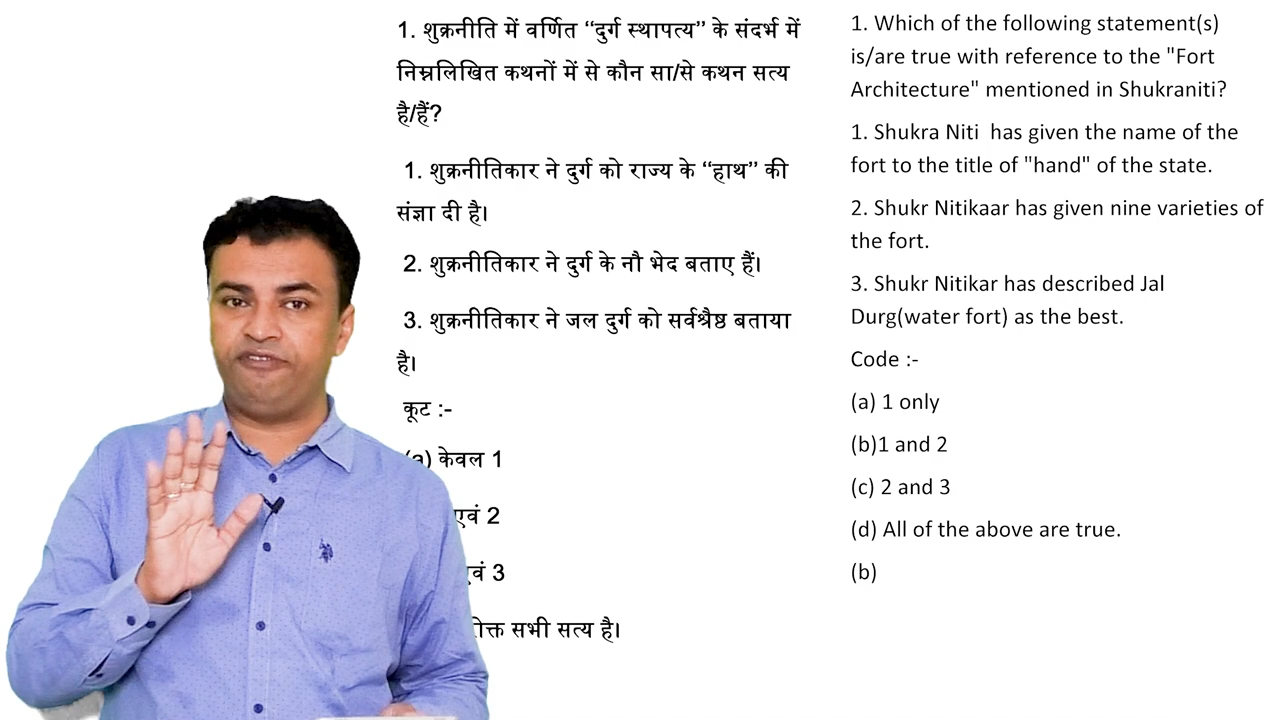 1. शुक्रनीति में वर्णित “दुर्ग स्थापत्य” के संदर्भ में
निम्नलिखित कथनों में से कौन सा/से कथन सत्य
है/हैं?
1. शुक्रनीतिकार ने दुर्ग को राज्य के “हाथ” की
संज्ञा दी है।
2. शुक्रनीतिकार ने दुर्ग के नौ भेद बताए हैं।
3. शुक्रनीतिकार ने जल दुर्ग को सर्वश्रैष्ठ बताया
है।
कूट :-
(a) केवल 1
एवं 2
एवं 3
सभी सत्य है।
1. Which of the following statement(s)
is/are true with reference to the "Fort
Architecture" mentioned in Shukraniti?
1. Shukra Niti has given the name of the
fort to the title of "hand" of the state.
2. Shukr Nitikaar has given nine varieties of
the fort.
3. Shukr Nitikar has described Jal
Durg(water fort) as the best.
Code :-
(a) 1 only
(b)1 and 2
(c) 2 and 3
(d) All of the above are true.
(b)